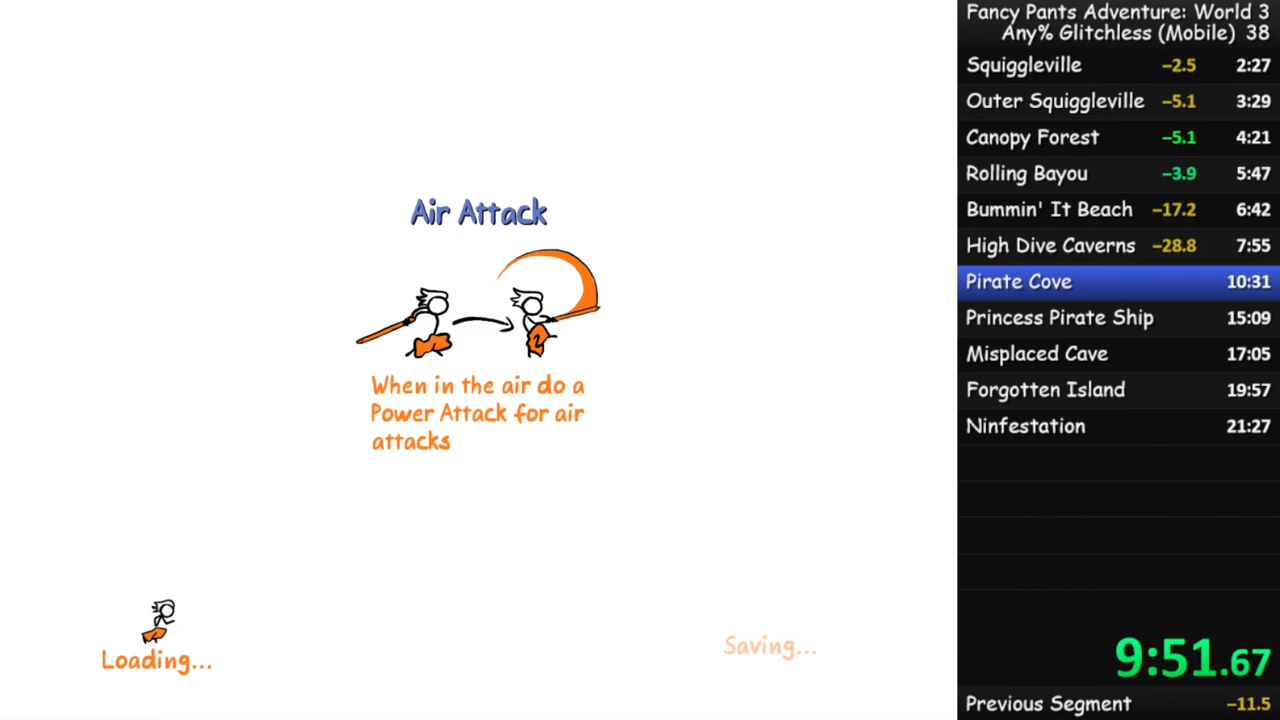 Air Attack
When in the air do a
Power Attack for air
attacks
Loading...
Saving...
Fancy Pants Adventure: World 3
Any% Glitchless (Mobile) 38
Squiggleville −2.5 2:27
Outer Squiggleville −5.1 3:29
Canopy Forest −5.1 4:21
Rolling Bayou −3.9 5:47
Bummin' It Beach −17.2 6:42
High Dive Caverns −28.8 7:55
Pirate Cove 10:31
Princess Pirate Ship 15:09
Misplaced Cave 17:05
Forgotten Island 19:57
Ninfestation 21:27
9:51.67
Previous Segment −11.5